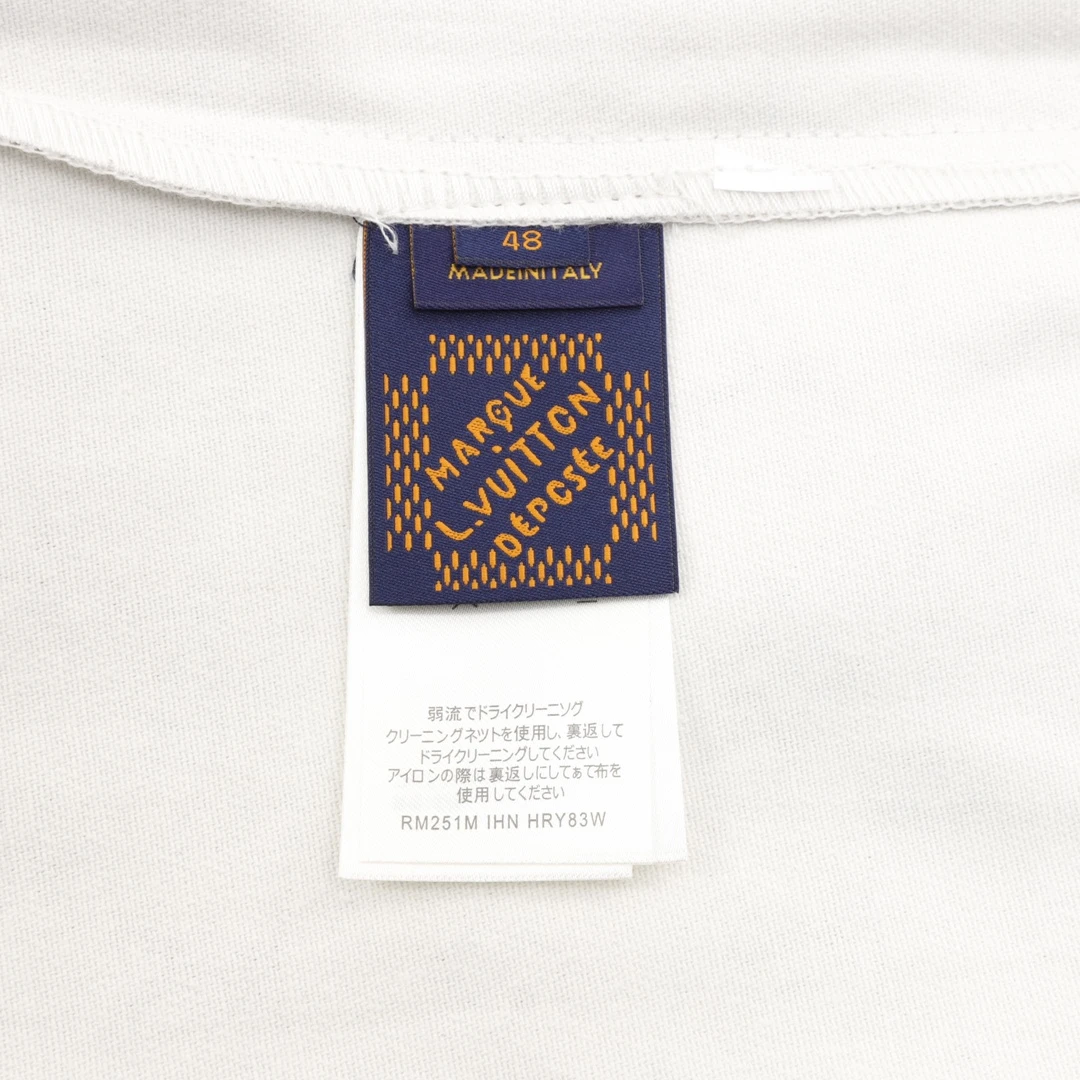 48
MADEINITALY
MARQUE
L.VUiTTON
DÉPOSÉE
弱流でドライクリーニソグ
クリーニングネットを使用し、裏返して
ドライクリーニングしてください
アイロンの際は裏返しにしてぁて布を
使用してください
RM251M IHN HRY83W